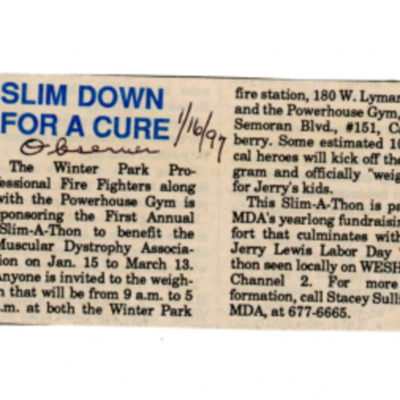 SLIM DOWN
FOR A CURE
1/16/97
Observer
The Winter Park Pro-
fessional Fire Fighters along
with the Powerhouse Gym is
sponsoring the First Annual
Slim-A-Thon to benefit the
Muscular Dystrophy Associa-
tion on Jan. 15 to March 13.
Anyone is invited to the weigh-
in that will be from 9 a.m. to 5
p.m. at both the Winter Park
fire station, 180 W. Lyman
and the Powerhouse Gym,
Semoran Blvd., #151, Ca
berry. Some estimated 10
cal heroes will kick off the
gram and officially "weig
for Jerry's kids.
This Slim-A-Thon is pa
MDA's yearlong fundraisin
fort that culminates with
Jerry Lewis Labor Day
thon seen locally on WESH
Channel 2. For more
formation, call Stacey Sulli
MDA, at 677-6665.